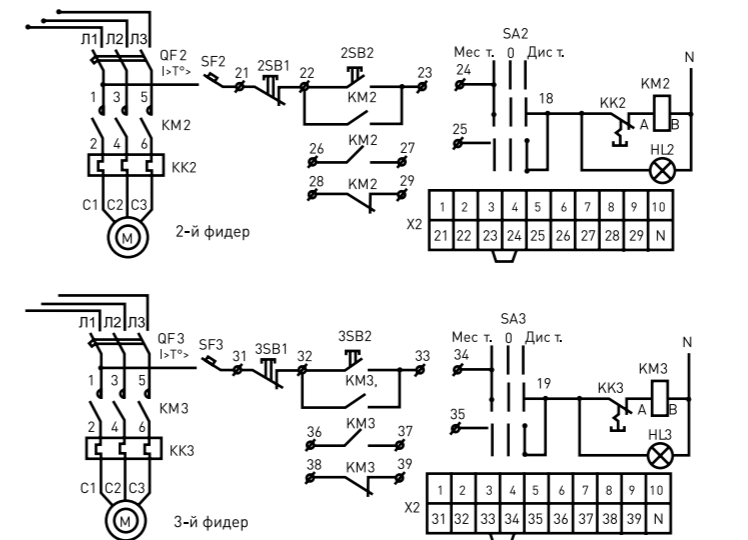 Л1 Л2 Л3
QF2
I>T°>
SF2
21
2SB1
22
2SB2
23
KM2
24
25
SA2
Мес т. 0 Дис т.
18
KK2
KM2
A
B
HL2
N
1 3 5
KM2
2 4 6
KK2
C1 C2 C3
M
2-й фидер
26
KM2
27
28
KM2
29
X2
1 2 3 4 5 6 7 8 9 10
21 22 23 24 25 26 27 28 29 N
Л1 Л2 Л3
QF3
I>T°>
SF3
31
3SB1
32
3SB2
33
KM3,
34
35
SA3
Мес т. 0 Дис т.
19
KK3
KM3
A
B
HL3
N
1 3 5
KM3
2 4 6
KK3
C1 C2 C3
M
3-й фидер
36
KM3
37
38
KM3
39
X2
1 2 3 4 5 6 7 8 9 10
31 32 33 34 35 36 37 38 39 N